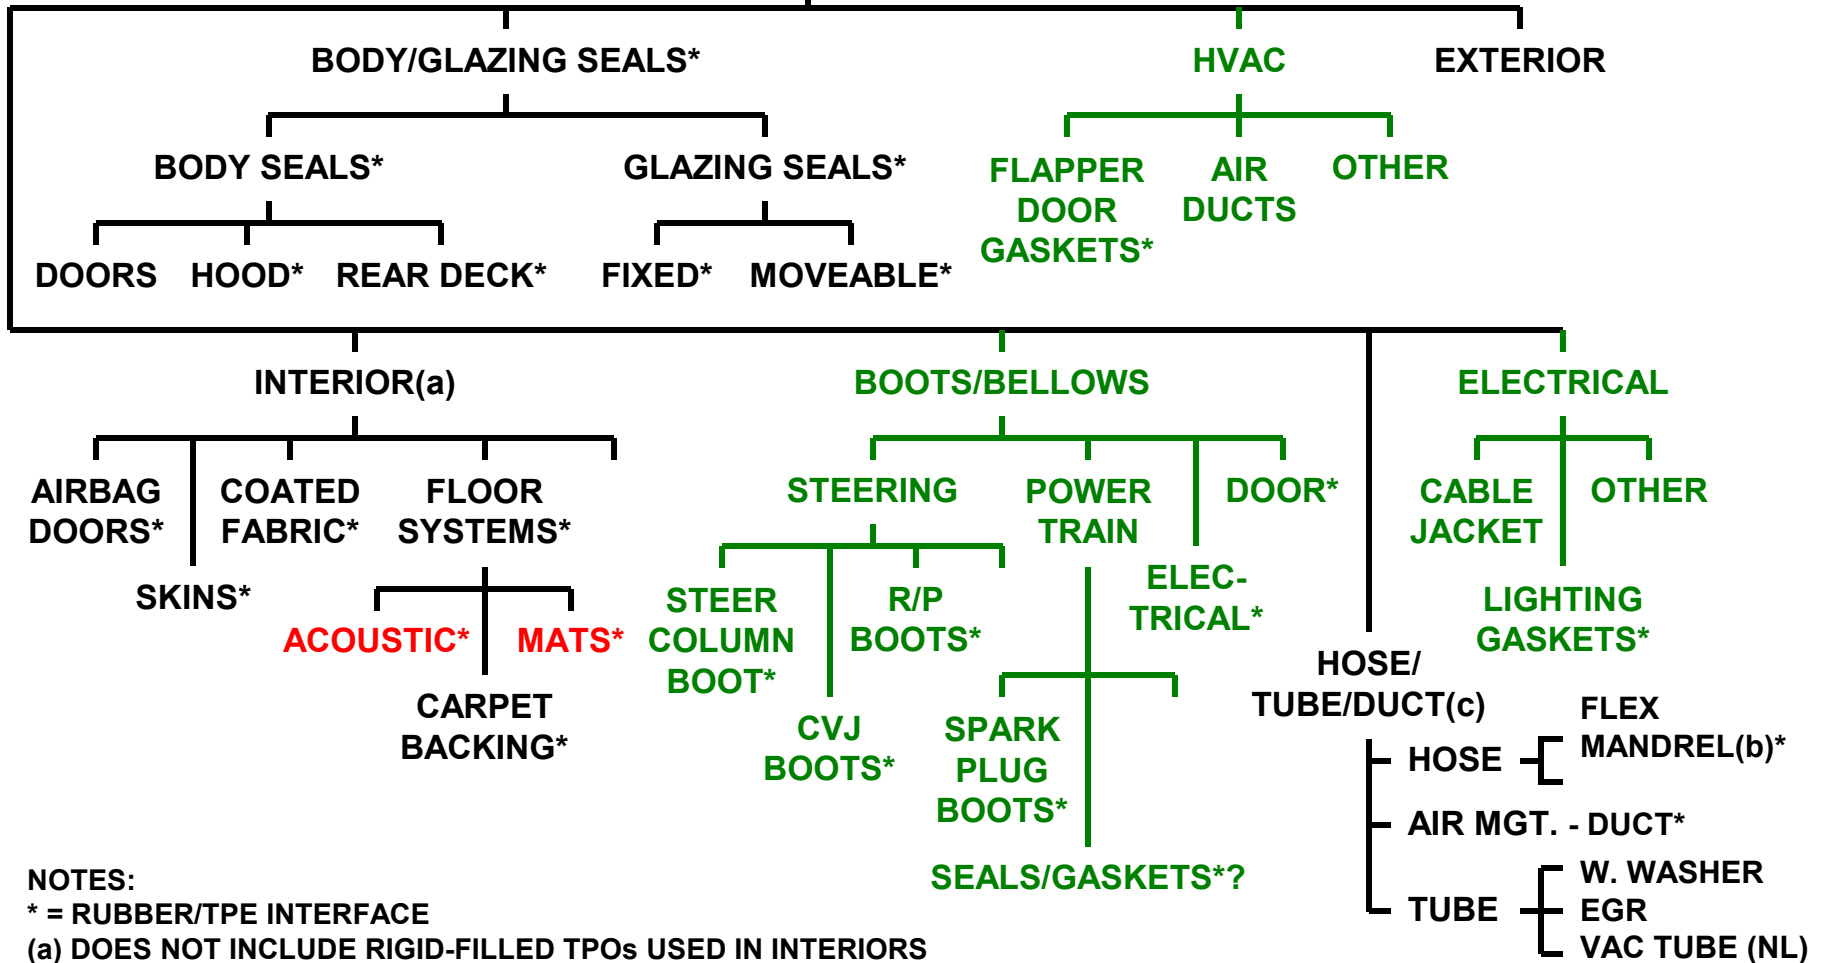 BODY/GLAZING SEALS*
HVAC
EXTERIOR
BODY SEALS*
GLAZING SEALS*
FLAPPER
DOOR
GASKETS*
AIR
DUCTS
OTHER
DOORS
HOOD*
REAR DECK*
FIXED*
MOVEABLE*
INTERIOR(a)
BOOTS/BELLOWS
ELECTRICAL
AIRBAG
DOORS*
SKINS*
COATED
FABRIC*
FLOOR
SYSTEMS*
ACOUSTIC*
MATS*
CARPET
BACKING*
STEERING
POWER
TRAIN
DOOR*
ELEC-
TRICAL*
STEER
COLUMN
BOOT*
CVJ
BOOTS*
R/P
BOOTS*
SPARK
PLUG
BOOTS*
SEALS/GASKETS*?
CABLE
JACKET
OTHER
LIGHTING
GASKETS*
HOSE/
TUBE/DUCT(c)
HOSE
FLEX
MANDREL(b)*
AIR MGT. - DUCT*
TUBE
W. WASHER
EGR
VAC TUBE (NL)
NOTES:
* = RUBBER/TPE INTERFACE
(a) DOES NOT INCLUDE RIGID-FILLED TPOs USED IN INTERIORS